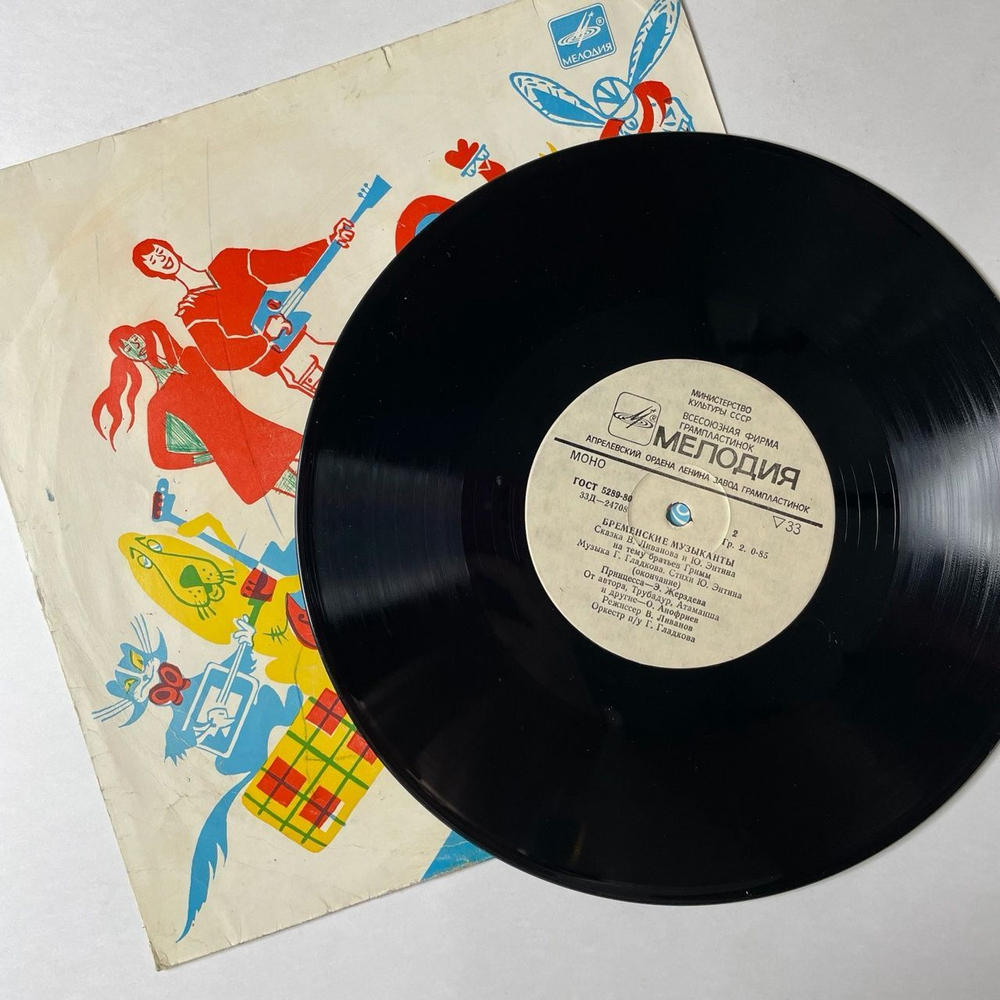 МЕЛОДИЯ
МИНИСТЕРСТВО
КУЛЬТУРЫ СССР
ВСЕСОЮЗНАЯ ФИРМА
ГРАМПЛАСТИНОК
МЕЛОДИЯ
АПРЕЛЕВСКИЙ ОРДЕНА ЛЕНИНА ЗАВОД ГРАМПЛАСТИНОК
МОНО
▽33
ГОСТ 5289-80
33Д—24708
2
Гр. 2. 0-85
БРЕМЕНСКИЕ МУЗЫКАНТЫ
Сказка В. Ливанова и Ю. Энтина
на тему братьев Гримм
Музыка Г. Гладкова. Стихи Ю. Энтина
(окончание)
Принцесса—Э. Жерздева
От автора, Трубадур, Атаманша
и другие—О. Анофриев
Режиссер В. Ливанов
Оркестр п/у Г. Гладкова